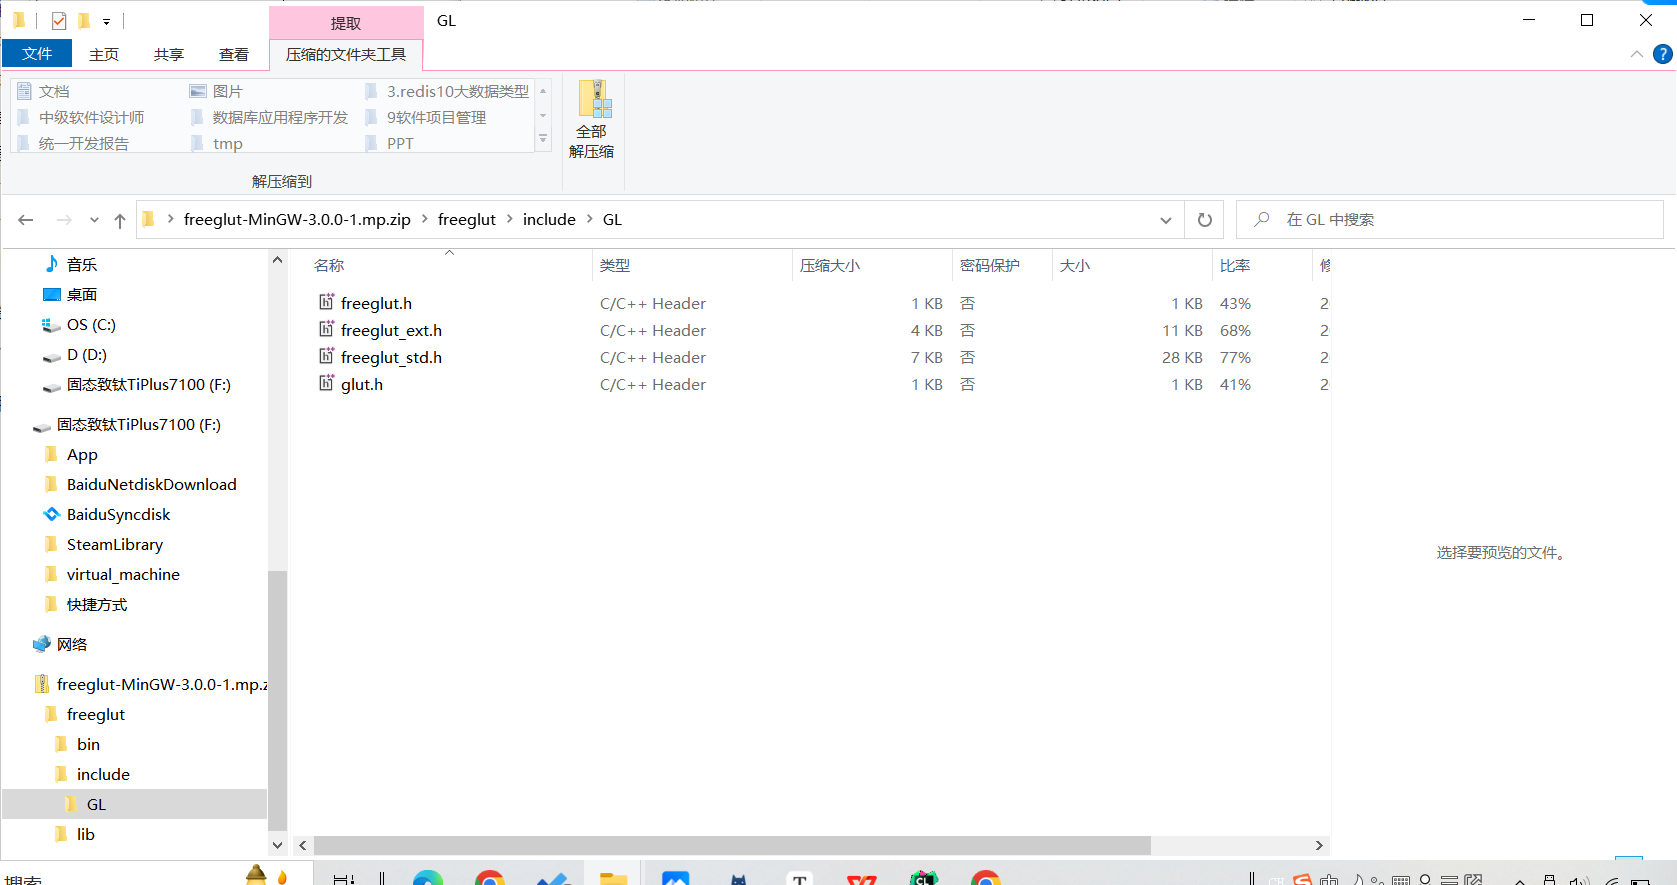 提取
GL
文件
主页
共享
查看
压缩的文件夹工具
文档
图片
3.redis10大数据类型
中级软件设计师
数据库应用程序开发
9软件项目管理
统一开发报告
tmp
PPT
全部
解压缩
解压缩到
freeglut-MinGW-3.0.0-1.mp.zip
freeglut
include
GL
在 GL 中搜索
音乐
桌面
OS (C:)
D (D:)
固态致钛TiPlus7100 (F:)
固态致钛TiPlus7100 (F:)
App
BaiduNetdiskDownload
BaiduSyncdisk
SteamLibrary
virtual_machine
快捷方式
网络
freeglut-MinGW-3.0.0-1.mp.z
freeglut
bin
include
GL
lib
名称 类型 压缩大小 密码保护 大小 比率
freeglut.h C/C++ Header 1 KB 否 1 KB 43% 2
freeglut_ext.h C/C++ Header 4 KB 否 11 KB 68% 2
freeglut_std.h C/C++ Header 7 KB 否 28 KB 77% 2
glut.h C/C++ Header 1 KB 否 1 KB 41% 2
选择要预览的文件。
搜索